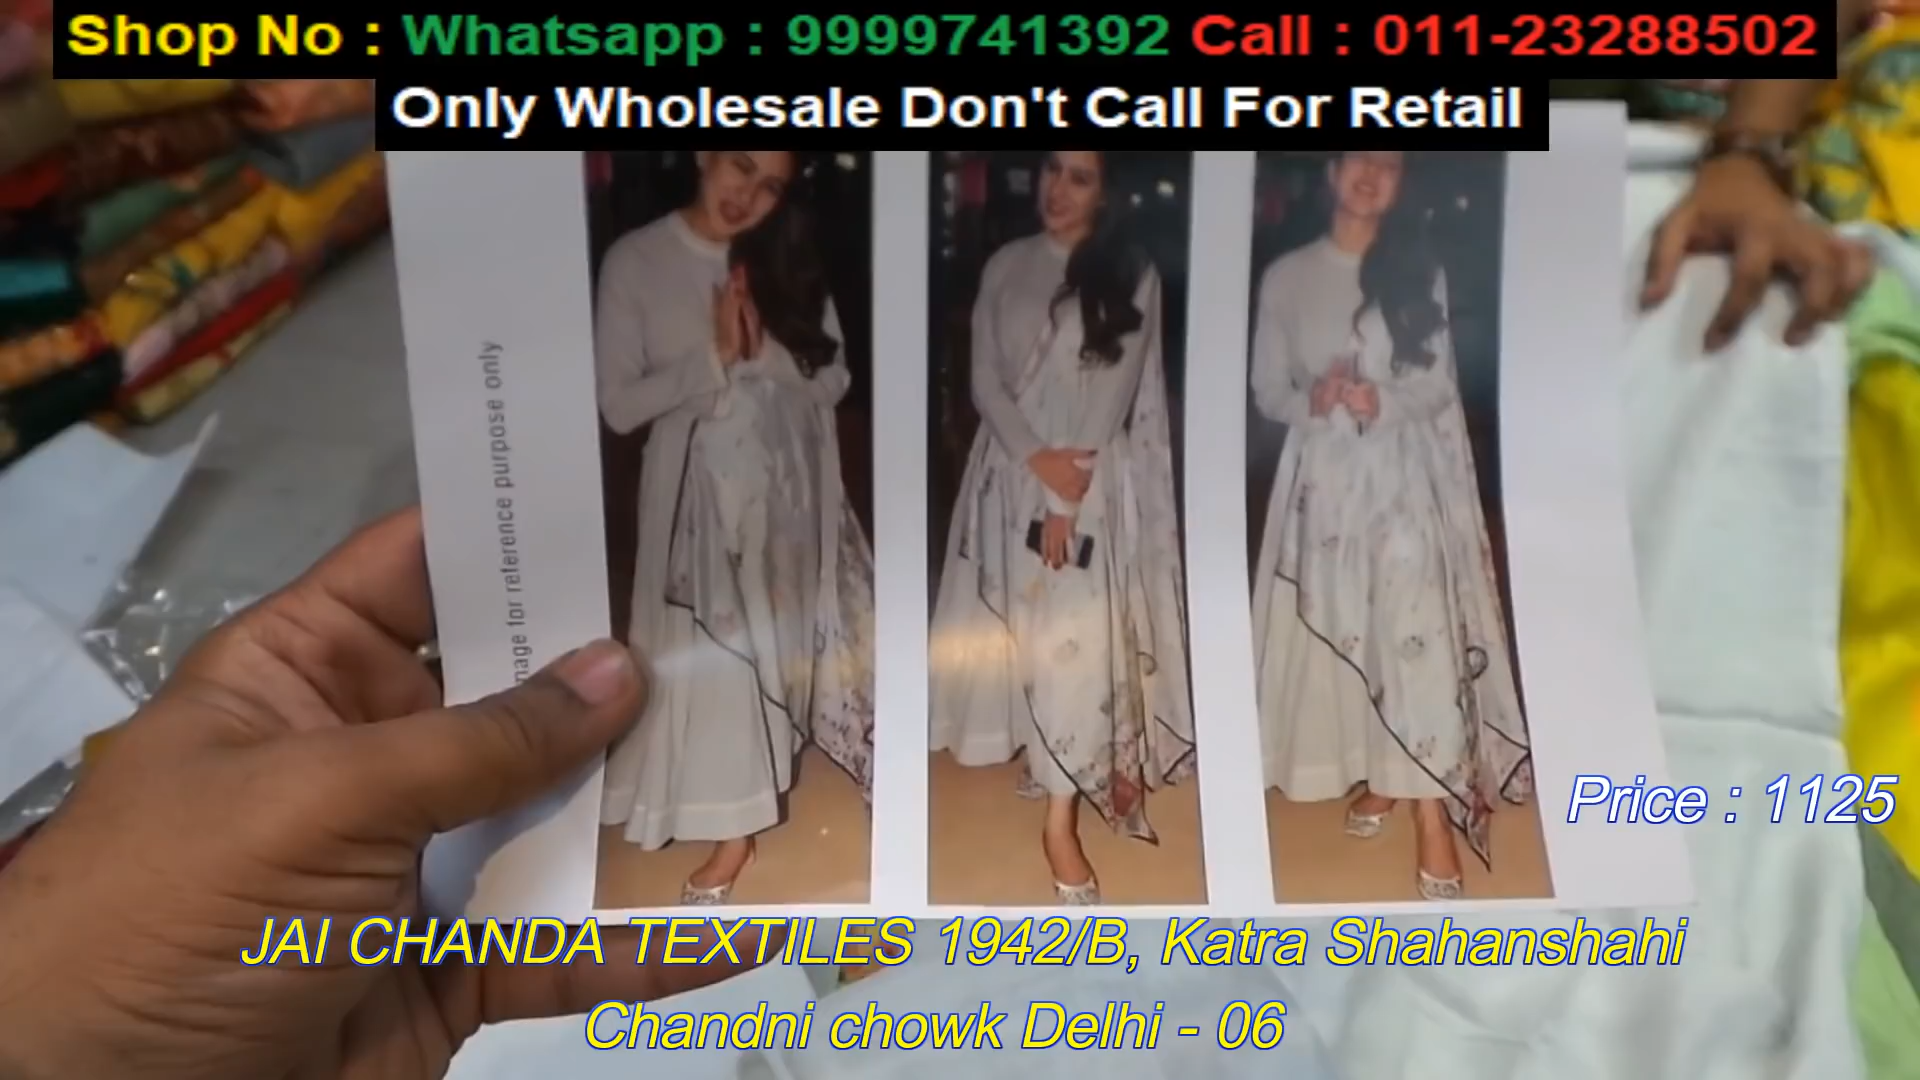 Shop No : Whatsapp : 9999741392 Call : 011-23288502
Only Wholesale Don't Call For Retail
mage for reference purpose only
Price : 1125
JAI CHANDA TEXTILES 1942/B, Katra Shahanshahi
Chandni chowk Delhi - 06